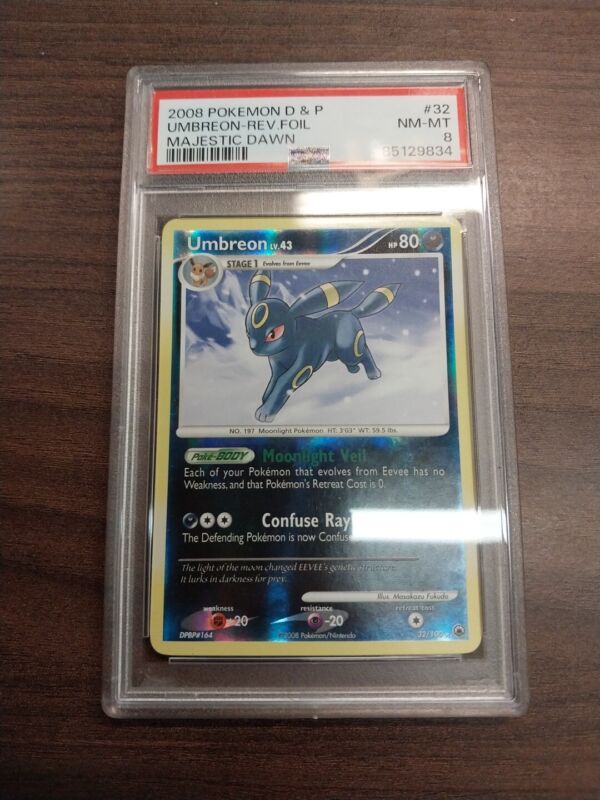 2008 POKEMON D & P #32
UMBREON-REV.FOIL NM-MT
MAJESTIC DAWN 8
85129834
Umbreon LV.43 HP 80
STAGE 1 Evolves from Eevee
NO. 197 Moonlight Pokémon HT: 3'03" WT: 59.5 lbs.
Poké-BODY Moonlight Veil
Each of your Pokémon that evolves from Eevee has no
Weakness, and that Pokémon's Retreat Cost is 0.
Confuse Ray
The Defending Pokémon is now Confuse
The light of the moon changed EEVEE's genetic structure.
It lurks in darkness for prey.
Illus. Masakazu Fukuda
weakness resistance retreat cost
+20 -20
DPBP#164 ©2008 Pokémon/Nintendo 32/100